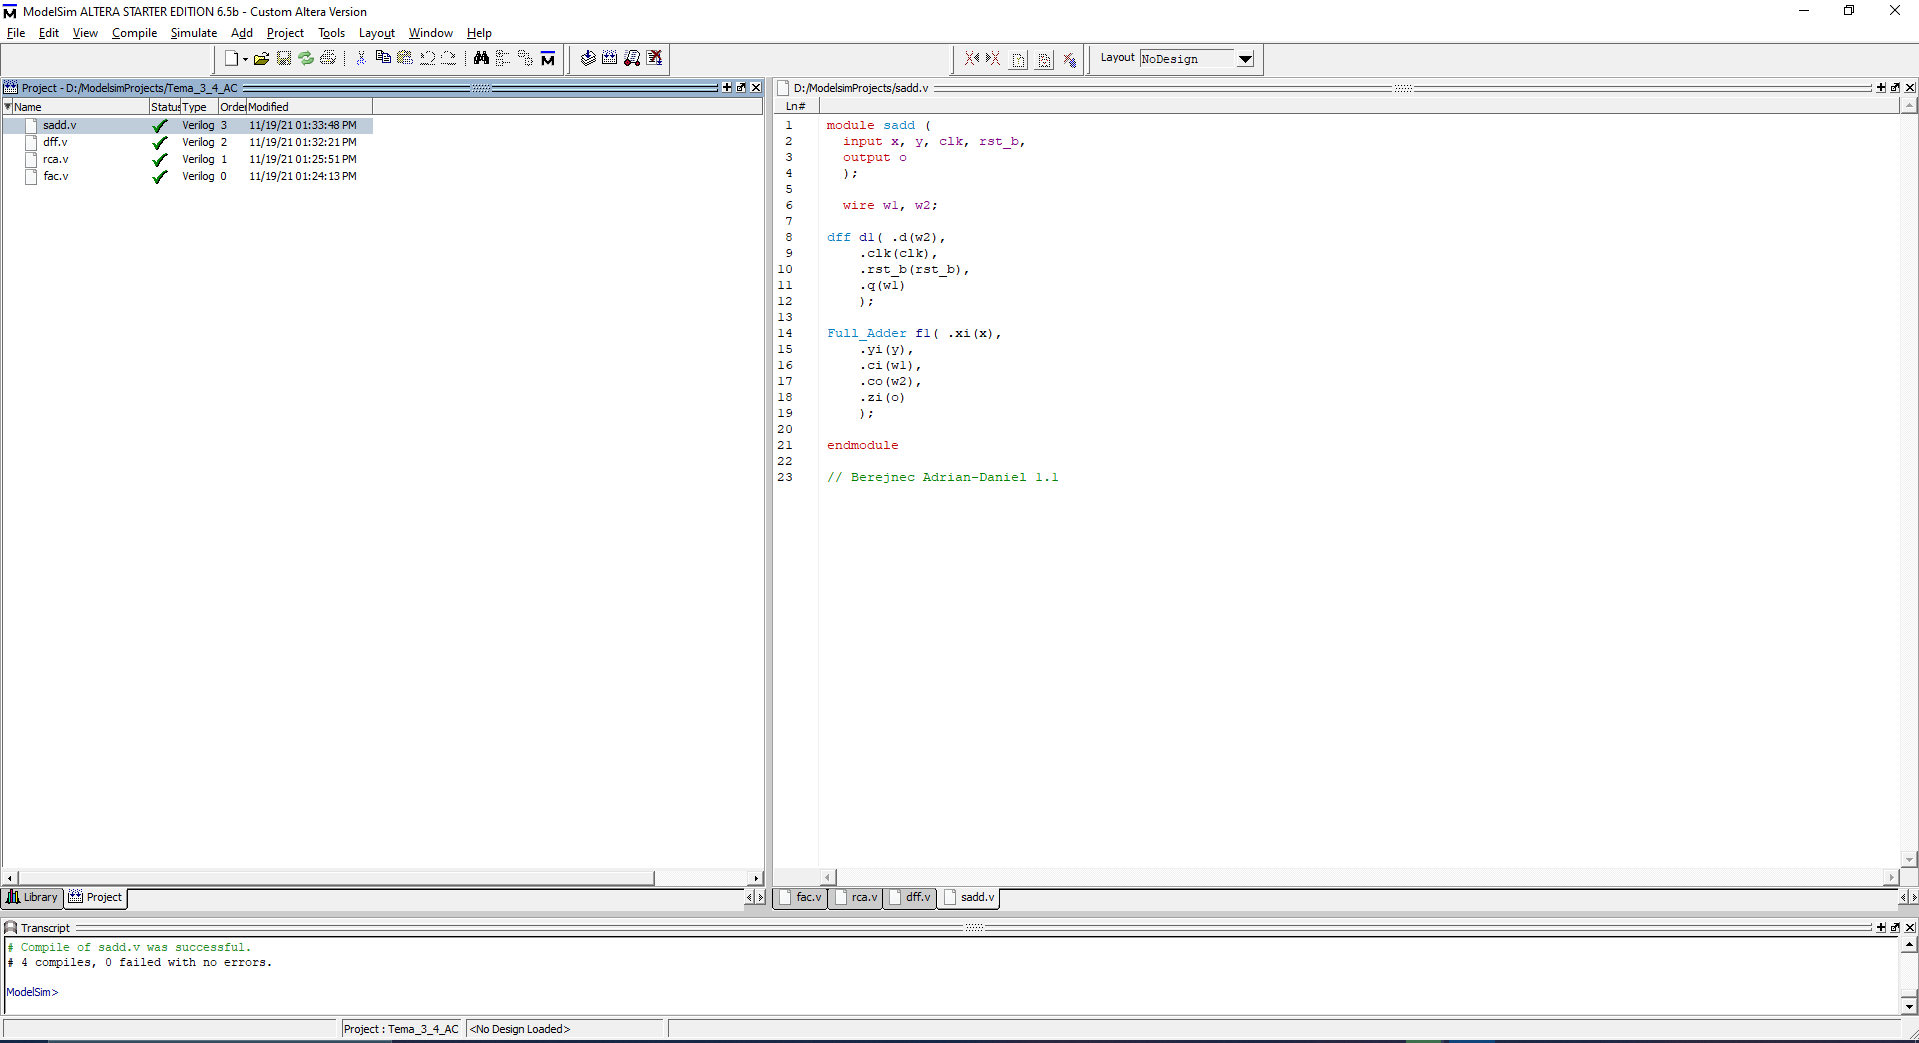 ModelSim ALTERA STARTER EDITION 6.5b - Custom Altera Version
File Edit View Compile Simulate Add Project Tools Layout Window Help
Layout NoDesign
Project - D:/ModelsimProjects/Tema_3_4_AC
Name Status Type Order Modified
sadd.v Verilog 3 11/19/21 01:33:48 PM
dff.v Verilog 2 11/19/21 01:32:21 PM
rca.v Verilog 1 11/19/21 01:25:51 PM
fac.v Verilog 0 11/19/21 01:24:13 PM
Library Project
D:/ModelsimProjects/sadd.v
Ln#
1 module sadd (
2 input x, y, clk, rst_b,
3 output o
4 );
5
6 wire w1, w2;
7
8 dff d1( .d(w2),
9 .clk(clk),
10 .rst_b(rst_b),
11 .q(w1)
12 );
13
14 Full_Adder f1( .xi(x),
15 .yi(y),
16 .ci(w1),
17 .co(w2),
18 .zi(o)
19 );
20
21 endmodule
22
23 // Berejnec Adrian-Daniel 1.1
fac.v rca.v dff.v sadd.v
Transcript
# Compile of sadd.v was successful.
# 4 compiles, 0 failed with no errors.
ModelSim>
Project : Tema_3_4_AC <No Design Loaded>